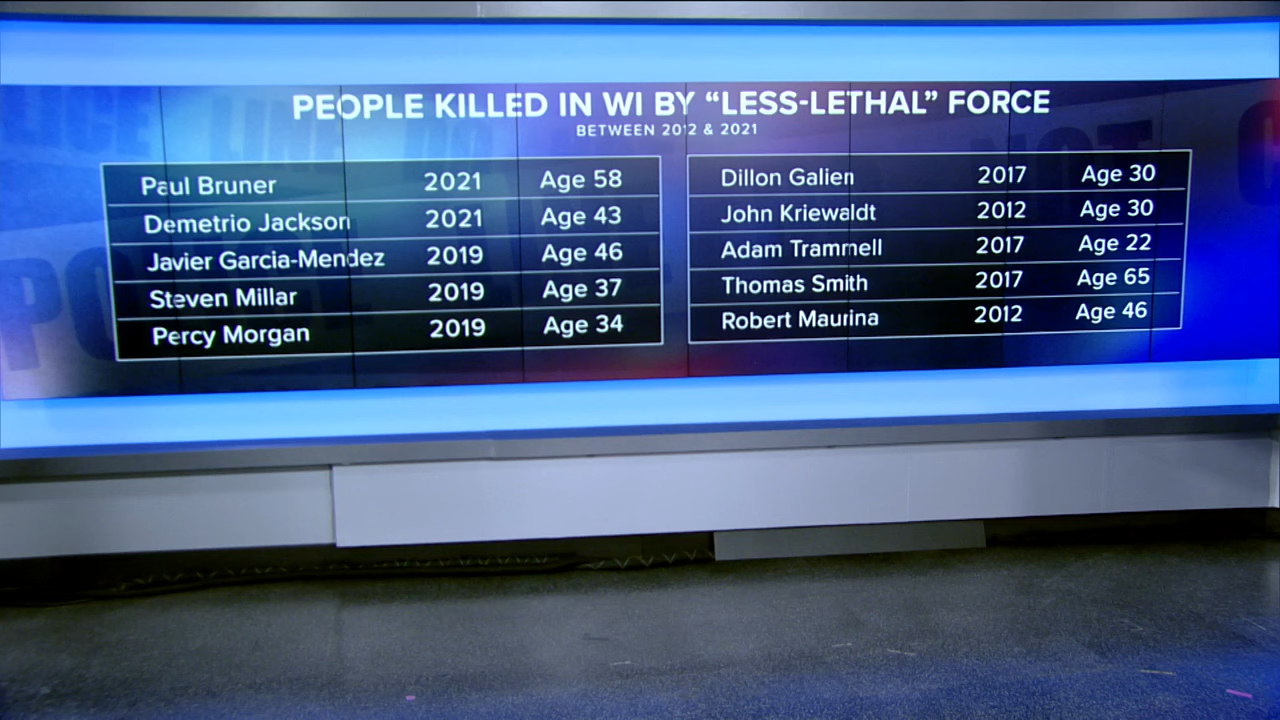 PEOPLE KILLED IN WI BY “LESS-LETHAL” FORCE
BETWEEN 2012 & 2021
Paul Bruner 2021 Age 58
Demetrio Jackson 2021 Age 43
Javier Garcia-Mendez 2019 Age 46
Steven Millar 2019 Age 37
Percy Morgan 2019 Age 34
Dillon Galien 2017 Age 30
John Kriewaldt 2012 Age 30
Adam Trammell 2017 Age 22
Thomas Smith 2017 Age 65
Robert Maurina 2012 Age 46